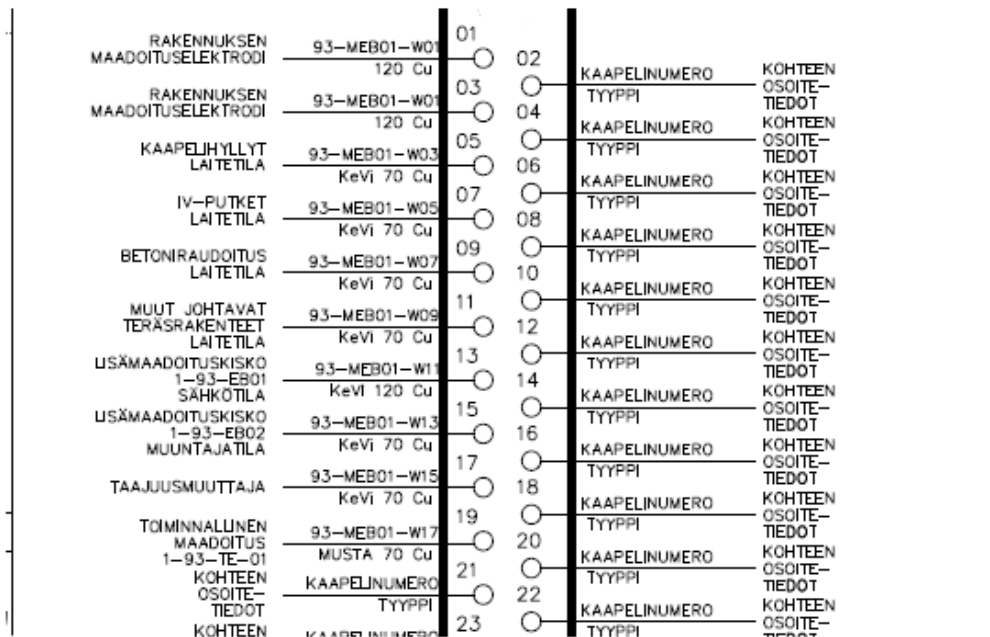 01
RAKENNUKSEN
MAADOITUSELEKTRODI
93-MEB01-W01
120 Cu
02
KAAPELINUMERO
TYYPPI
KOHTEEN
OSOITE-
TIEDOT
03
RAKENNUKSEN
MAADOITUSELEKTRODI
93-MEB01-W01
120 Cu
04
KAAPELINUMERO
TYYPPI
KOHTEEN
OSOITE-
TIEDOT
05
KAAPELIHYLLYT
LAITETILA
93-MEB01-W03
KeVi 70 Cu
06
KAAPELINUMERO
TYYPPI
KOHTEEN
OSOITE-
TIEDOT
07
IV-PUTKET
LAITETILA
93-MEB01-W05
KeVi 70 Cu
08
KAAPELINUMERO
TYYPPI
KOHTEEN
OSOITE-
TIEDOT
09
BETONIRAUDOITUS
LAITETILA
93-MEB01-W07
KeVi 70 Cu
10
KAAPELINUMERO
TYYPPI
KOHTEEN
OSOITE-
TIEDOT
11
MUUT JOHTAVAT
TERÄSRAKENTEET
LAITETILA
93-MEB01-W09
KeVi 70 Cu
12
KAAPELINUMERO
TYYPPI
KOHTEEN
OSOITE-
TIEDOT
13
LISÄMAADOITUSKISKO
1-93-EB01
SÄHKÖTILA
93-MEB01-W11
KeVI 120 Cu
14
KAAPELINUMERO
TYYPPI
KOHTEEN
OSOITE-
TIEDOT
15
LISÄMAADOITUSKISKO
1-93-EB02
MUUNTAJATILA
93-MEB01-W13
KeVi 70 Cu
16
KAAPELINUMERO
TYYPPI
KOHTEEN
OSOITE-
TIEDOT
17
TAAJUUSMUUTTAJA
93-MEB01-W15
KeVi 70 Cu
18
KAAPELINUMERO
TYYPPI
KOHTEEN
OSOITE-
TIEDOT
19
TOIMINNALLINEN
MAADOITUS
1-93-TE-01
93-MEB01-W17
MUSTA 70 Cu
20
KAAPELINUMERO
TYYPPI
KOHTEEN
OSOITE-
TIEDOT
21
KOHTEEN
OSOITE-
TIEDOT
KAAPELINUMERO
TYYPPI
22
KAAPELINUMERO
TYYPPI
KOHTEEN
OSOITE-
TIEDOT
23
KOHTEEN
KAAPELINUMERO